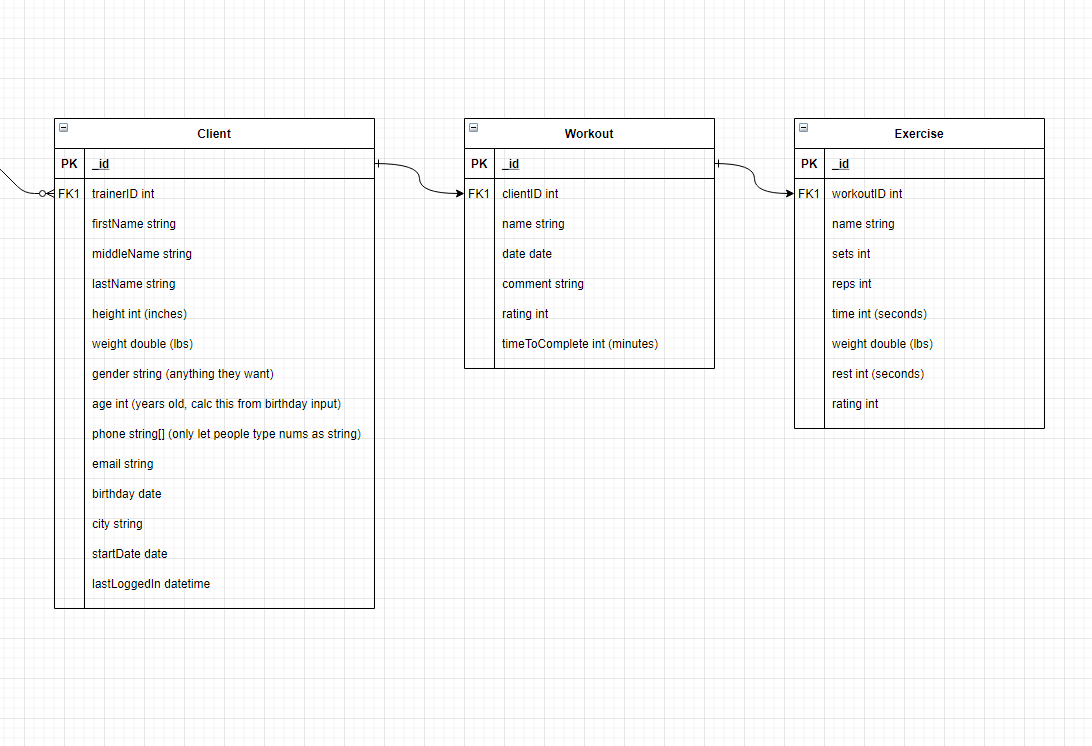 Client
PK _id
FK1 trainerID int
firstName string
middleName string
lastName string
height int (inches)
weight double (lbs)
gender string (anything they want)
age int (years old, calc this from birthday input)
phone string[] (only let people type nums as string)
email string
birthday date
city string
startDate date
lastLoggedIn datetime
Workout
PK _id
FK1 clientID int
name string
date date
comment string
rating int
timeToComplete int (minutes)
Exercise
PK _id
FK1 workoutID int
name string
sets int
reps int
time int (seconds)
weight double (lbs)
rest int (seconds)
rating int